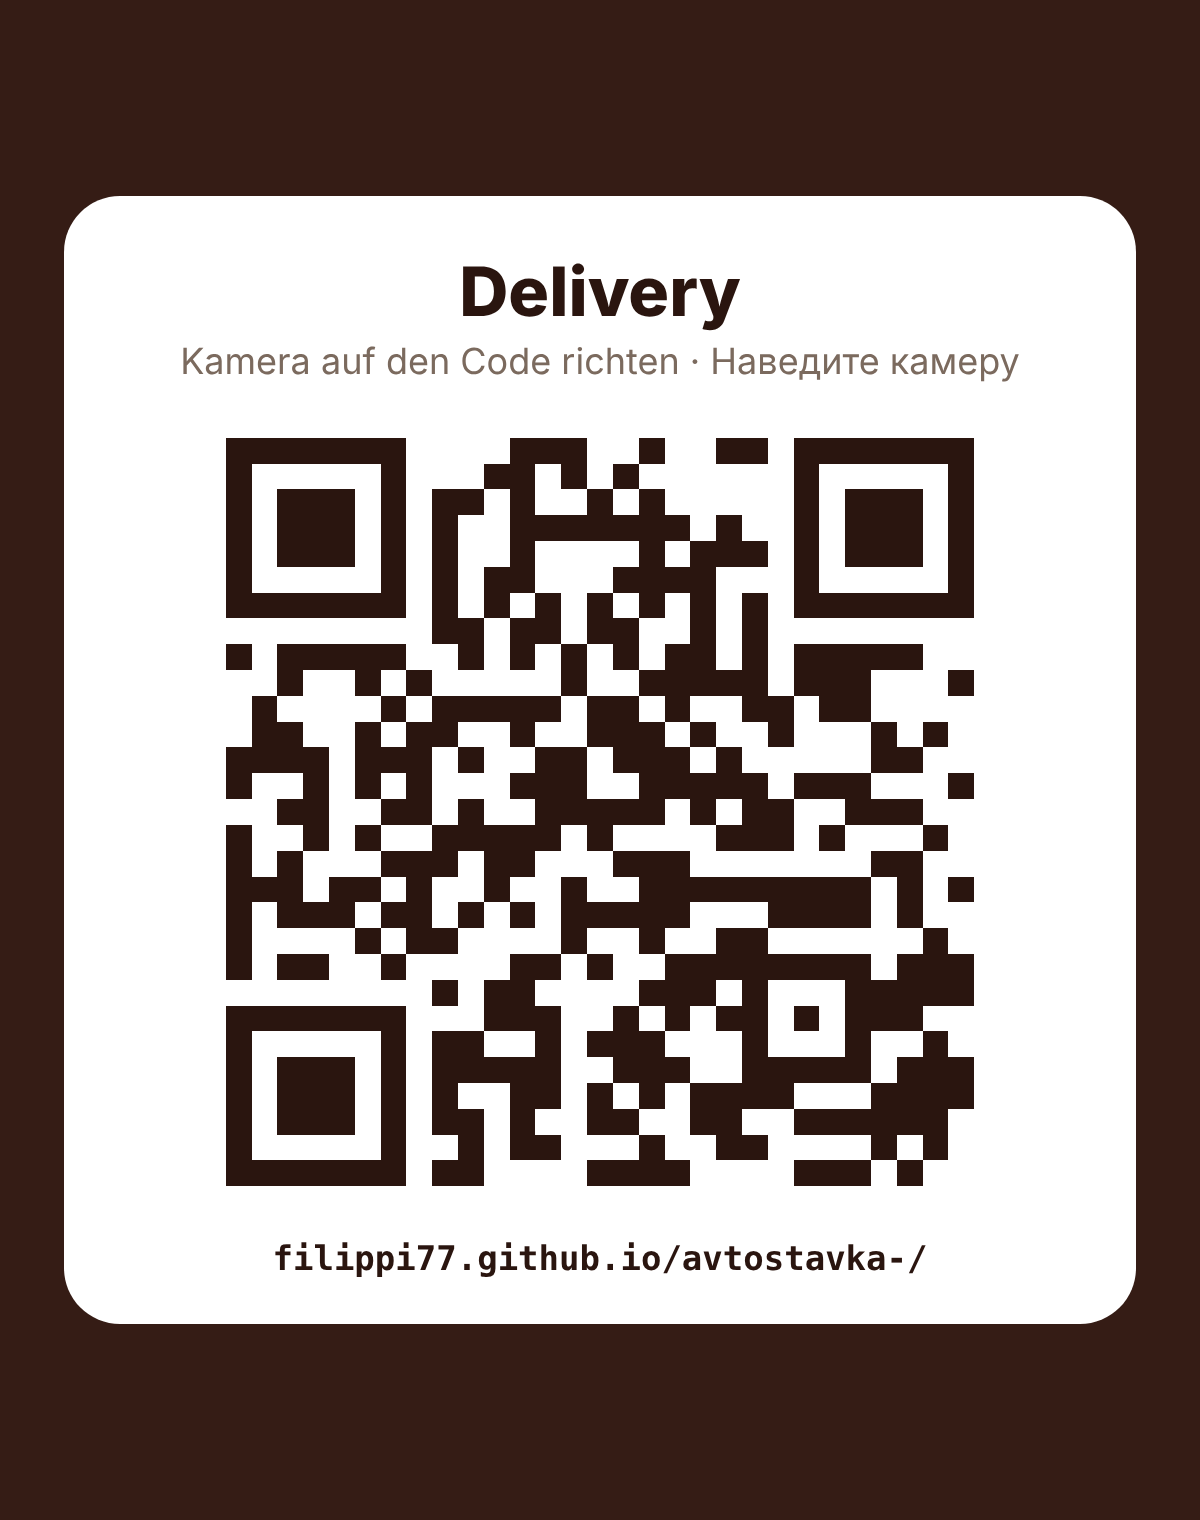 Delivery
Kamera auf den Code richten · Наведите камеру
filippi77.github.io/avtostavka-/